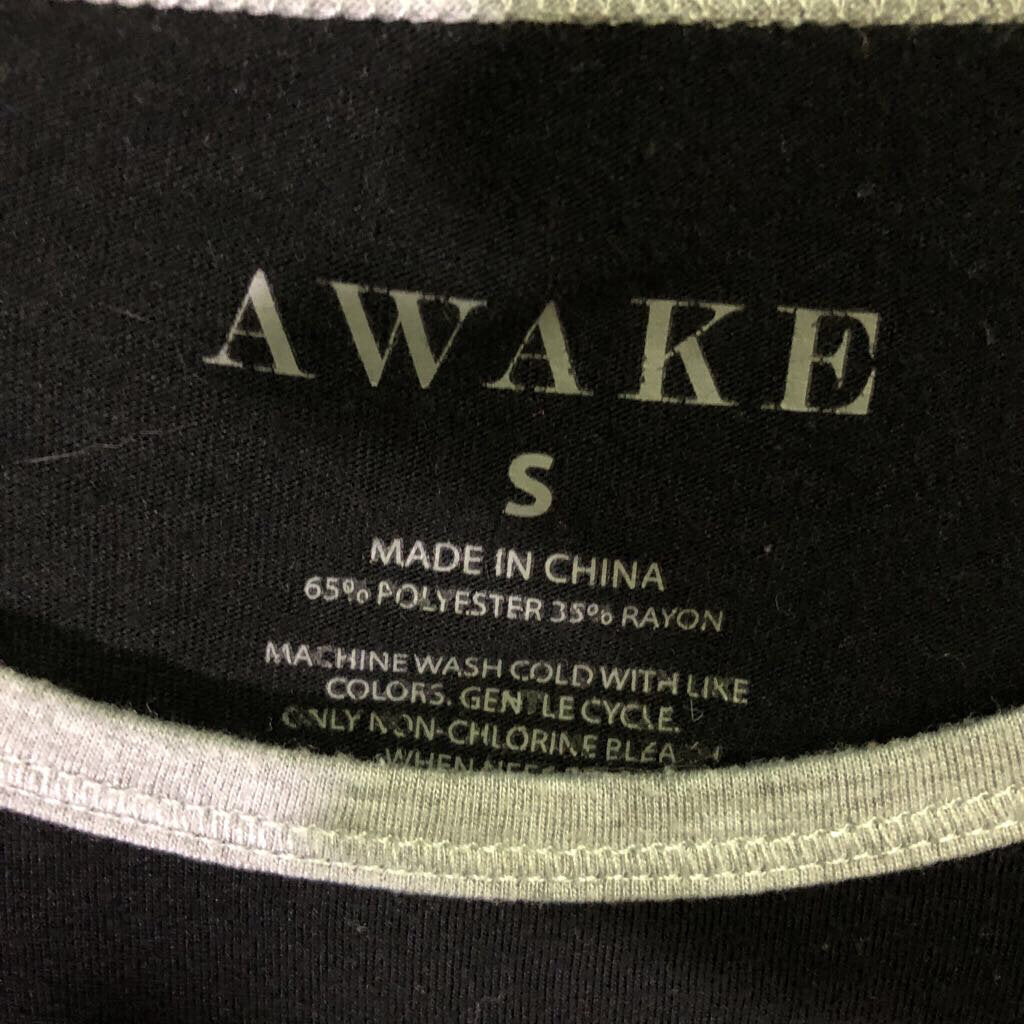 AWAKE
S
MADE IN CHINA
65% POLYESTER 35% RAYON
MACHINE WASH COLD WITH LIKE
COLORS. GENTLE CYCLE.
ONLY NON-CHLORINE
WHEN